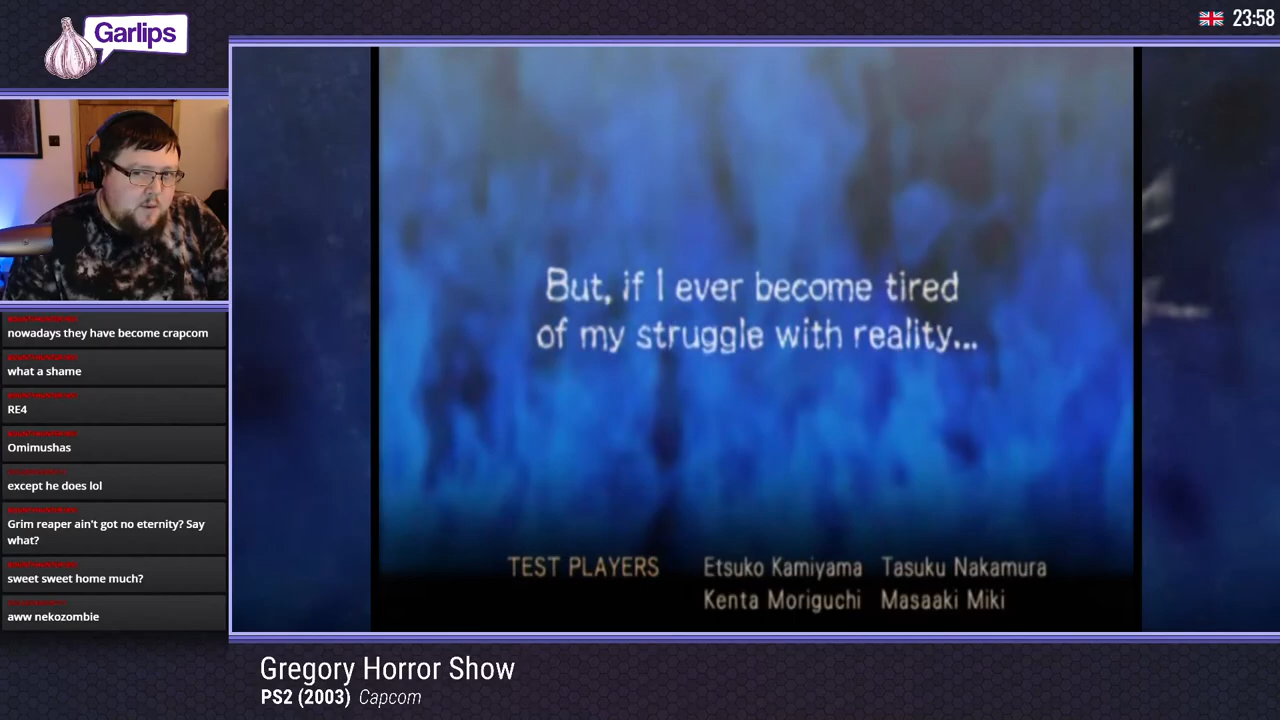 Garlips
23:58
But, if I ever become tired
of my struggle with reality...
nowadays they have become crapcom
what a shame
RE4
Omimushas
except he does lol
Grim reaper ain't got no eternity? Say
what?
sweet sweet home much?
aww nekozombie
TEST PLAYERS Etsuko Kamiyama Tasuku Nakamura
Kenta Moriguchi Masaaki Miki
Gregory Horror Show
PS2 (2003) Capcom